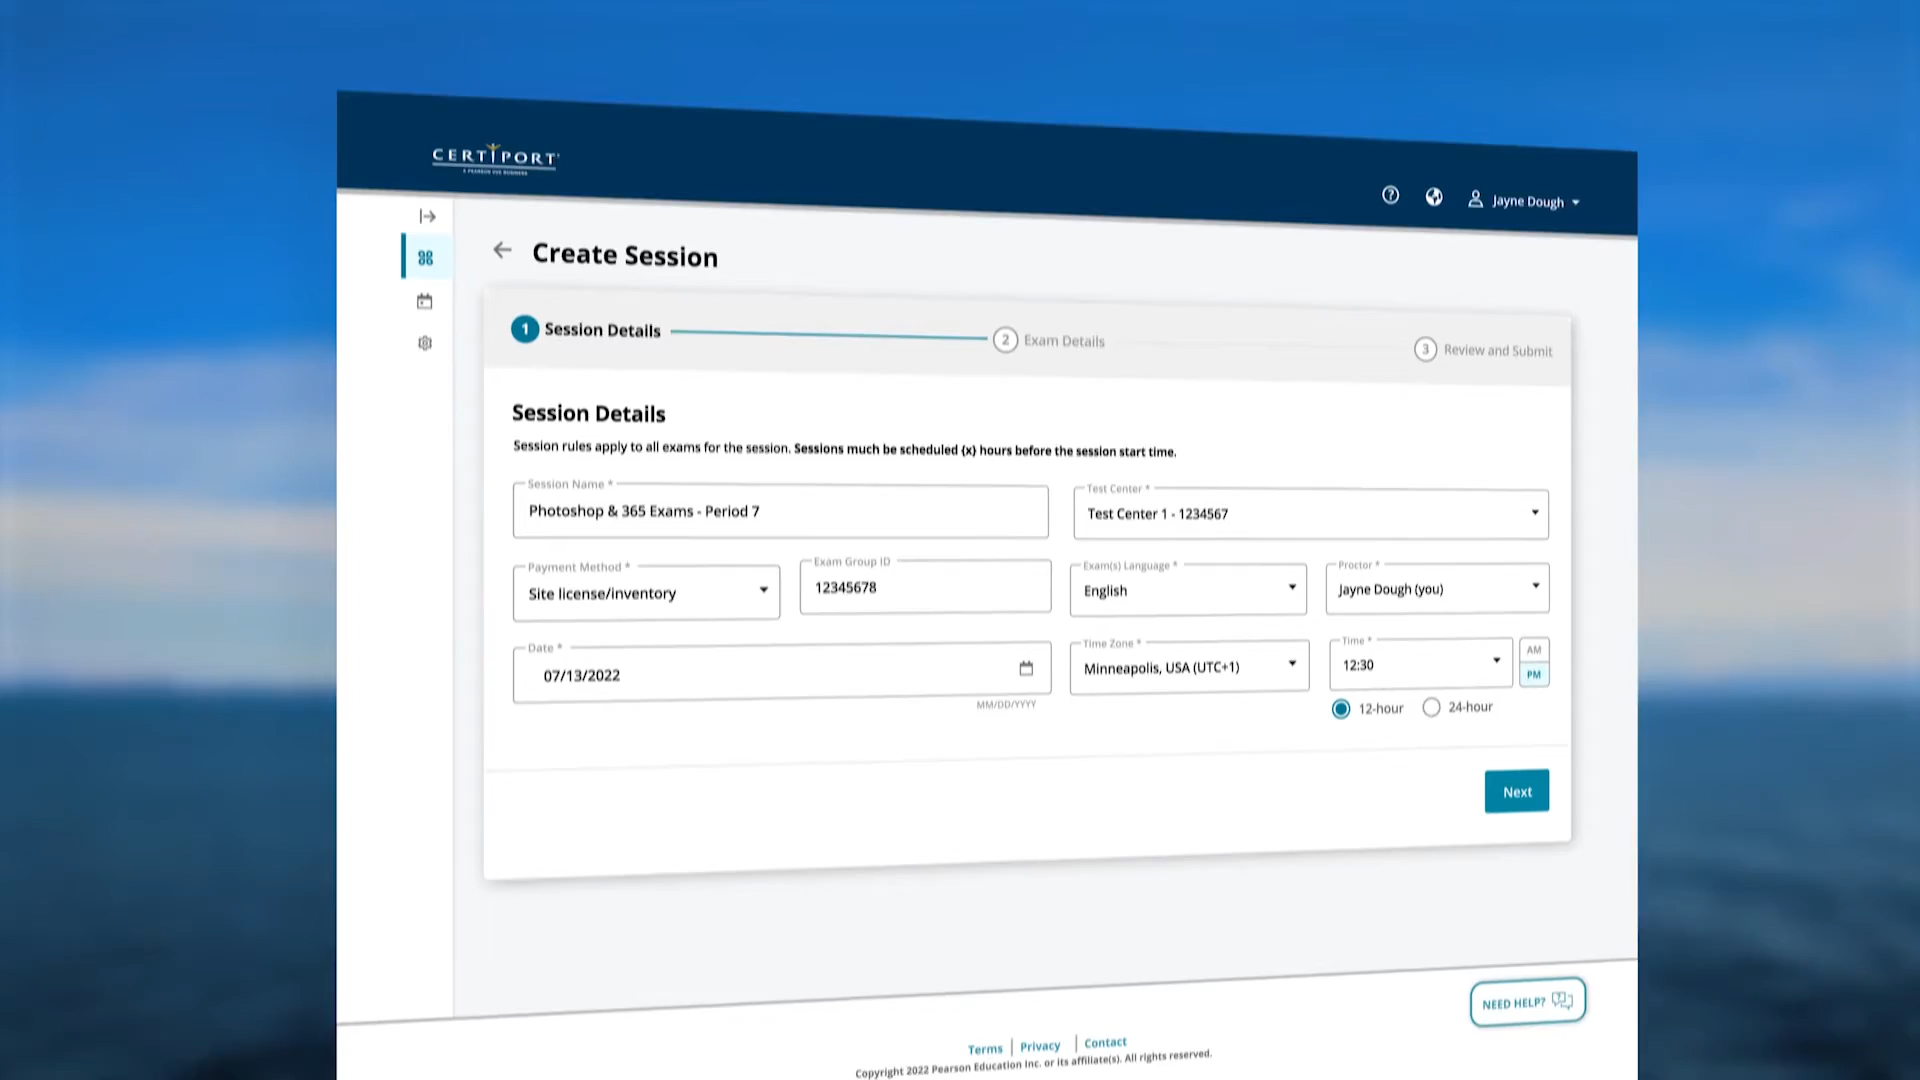 CERTIPORT
A PEARSON VUE BUSINESS
Jayne Dough
Create Session
1 Session Details
2 Exam Details
3 Review and Submit
Session Details
Session rules apply to all exams for the session. Sessions much be scheduled {x} hours before the session start time.
Session Name *
Photoshop & 365 Exams - Period 7
Test Center *
Test Center 1 - 1234567
Payment Method *
Site license/inventory
Exam Group ID
12345678
Exam(s) Language *
English
Proctor *
Jayne Dough (you)
Date *
07/13/2022
MM/DD/YYYY
Time Zone *
Minneapolis, USA (UTC+1)
Time *
12:30
AM
PM
12-hour
24-hour
Next
NEED HELP?
Terms | Privacy | Contact
Copyright 2022 Pearson Education Inc. or its affiliate(s). All rights reserved.